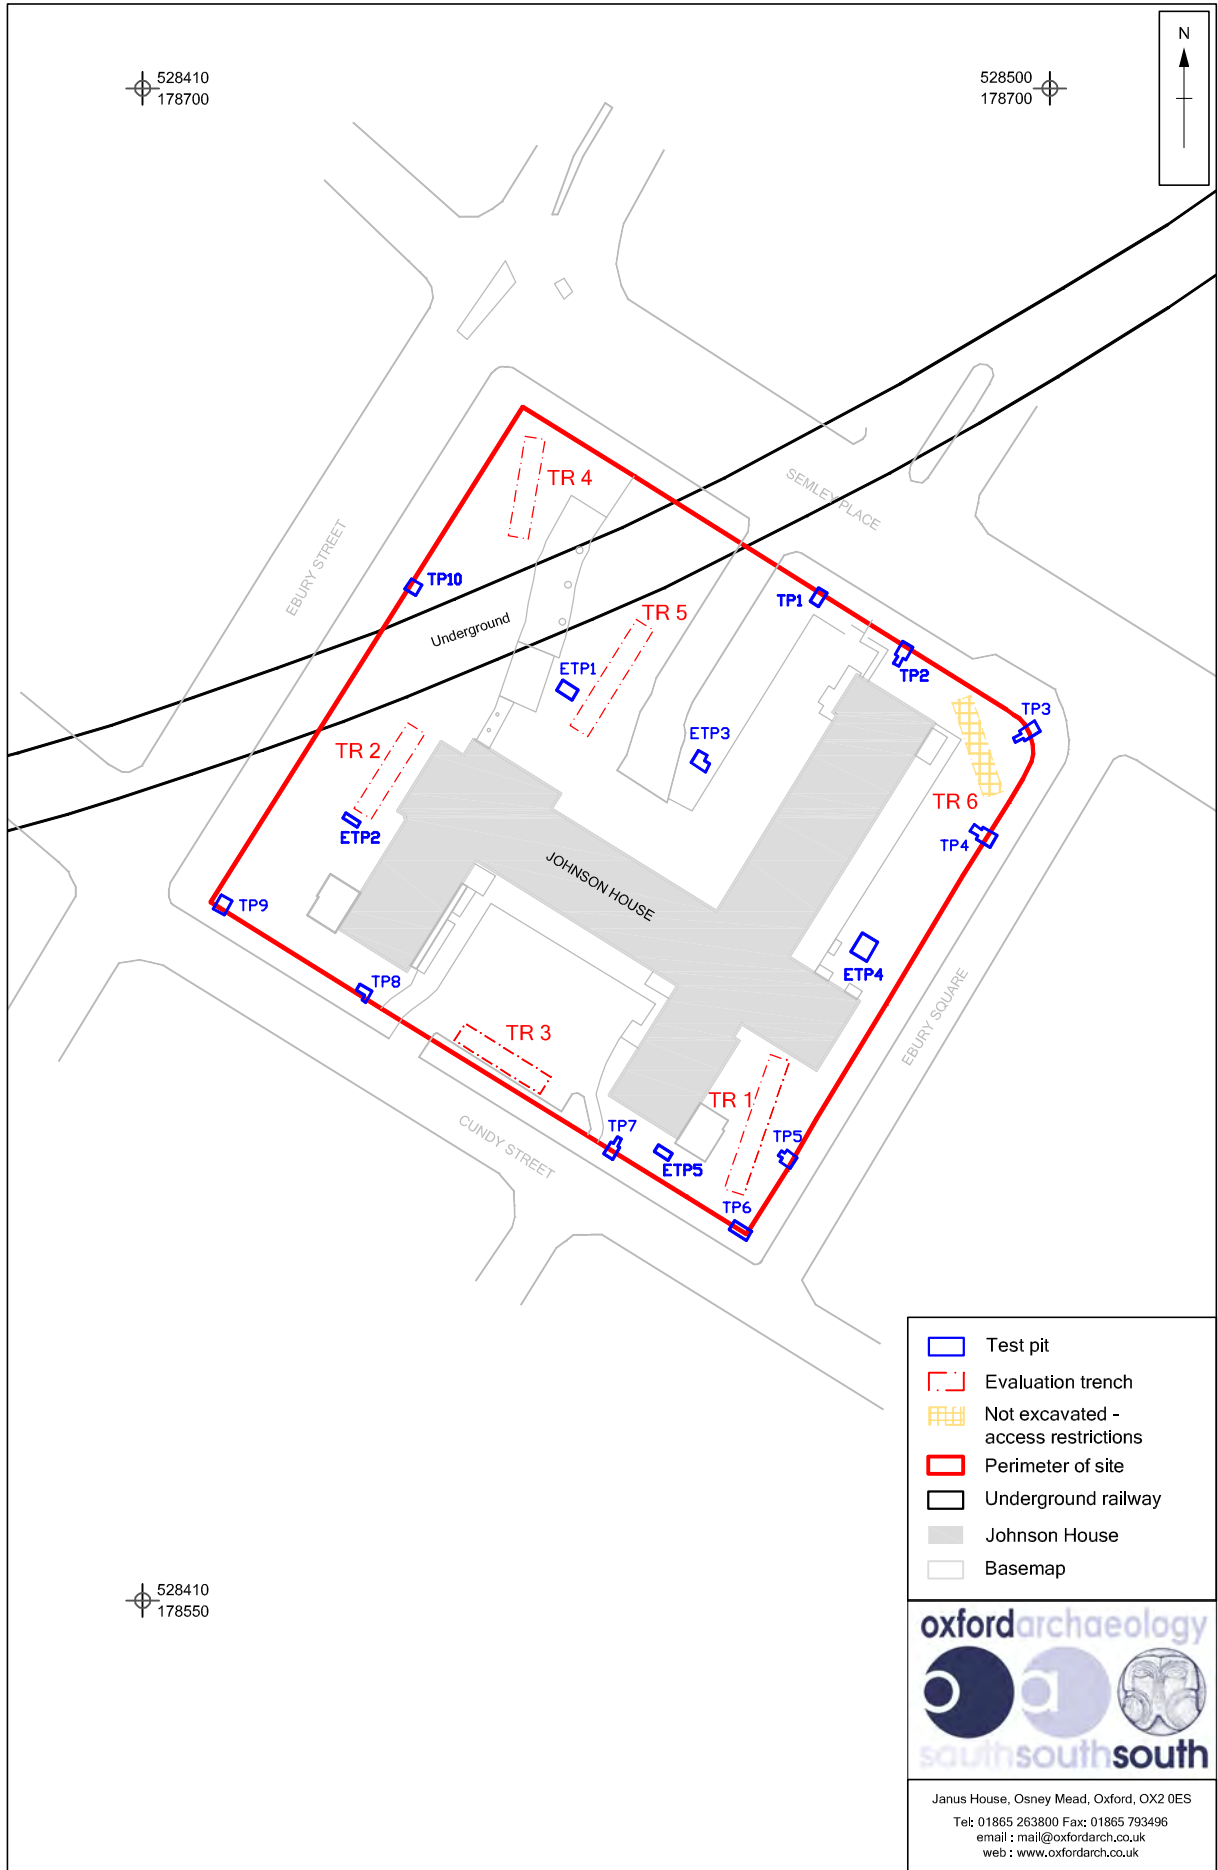 N
528410
178700
528500
178700
SEMLEY PLACE
TR 4
EBURY STREET
TP10
TP1
Underground
TR 5
ETP1
TP2
TP3
ETP3
TR 2
TR 6
ETP2
TP4
JOHNSON HOUSE
TP9
ETP4
TP8
EBURY SQUARE
TR 3
TR 1
CUNDY STREET
TP7
TP5
ETP5
TP6
Test pit
Evaluation trench
Not excavated -
access restrictions
Perimeter of site
Underground railway
Johnson House
Basemap
528410
178550
oxfordarchaeology
southsouthsouth
Janus House, Osney Mead, Oxford, OX2 0ES
Tel: 01865 263800 Fax: 01865 793496
email : mail@oxfordarch.co.uk
web : www.oxfordarch.co.uk